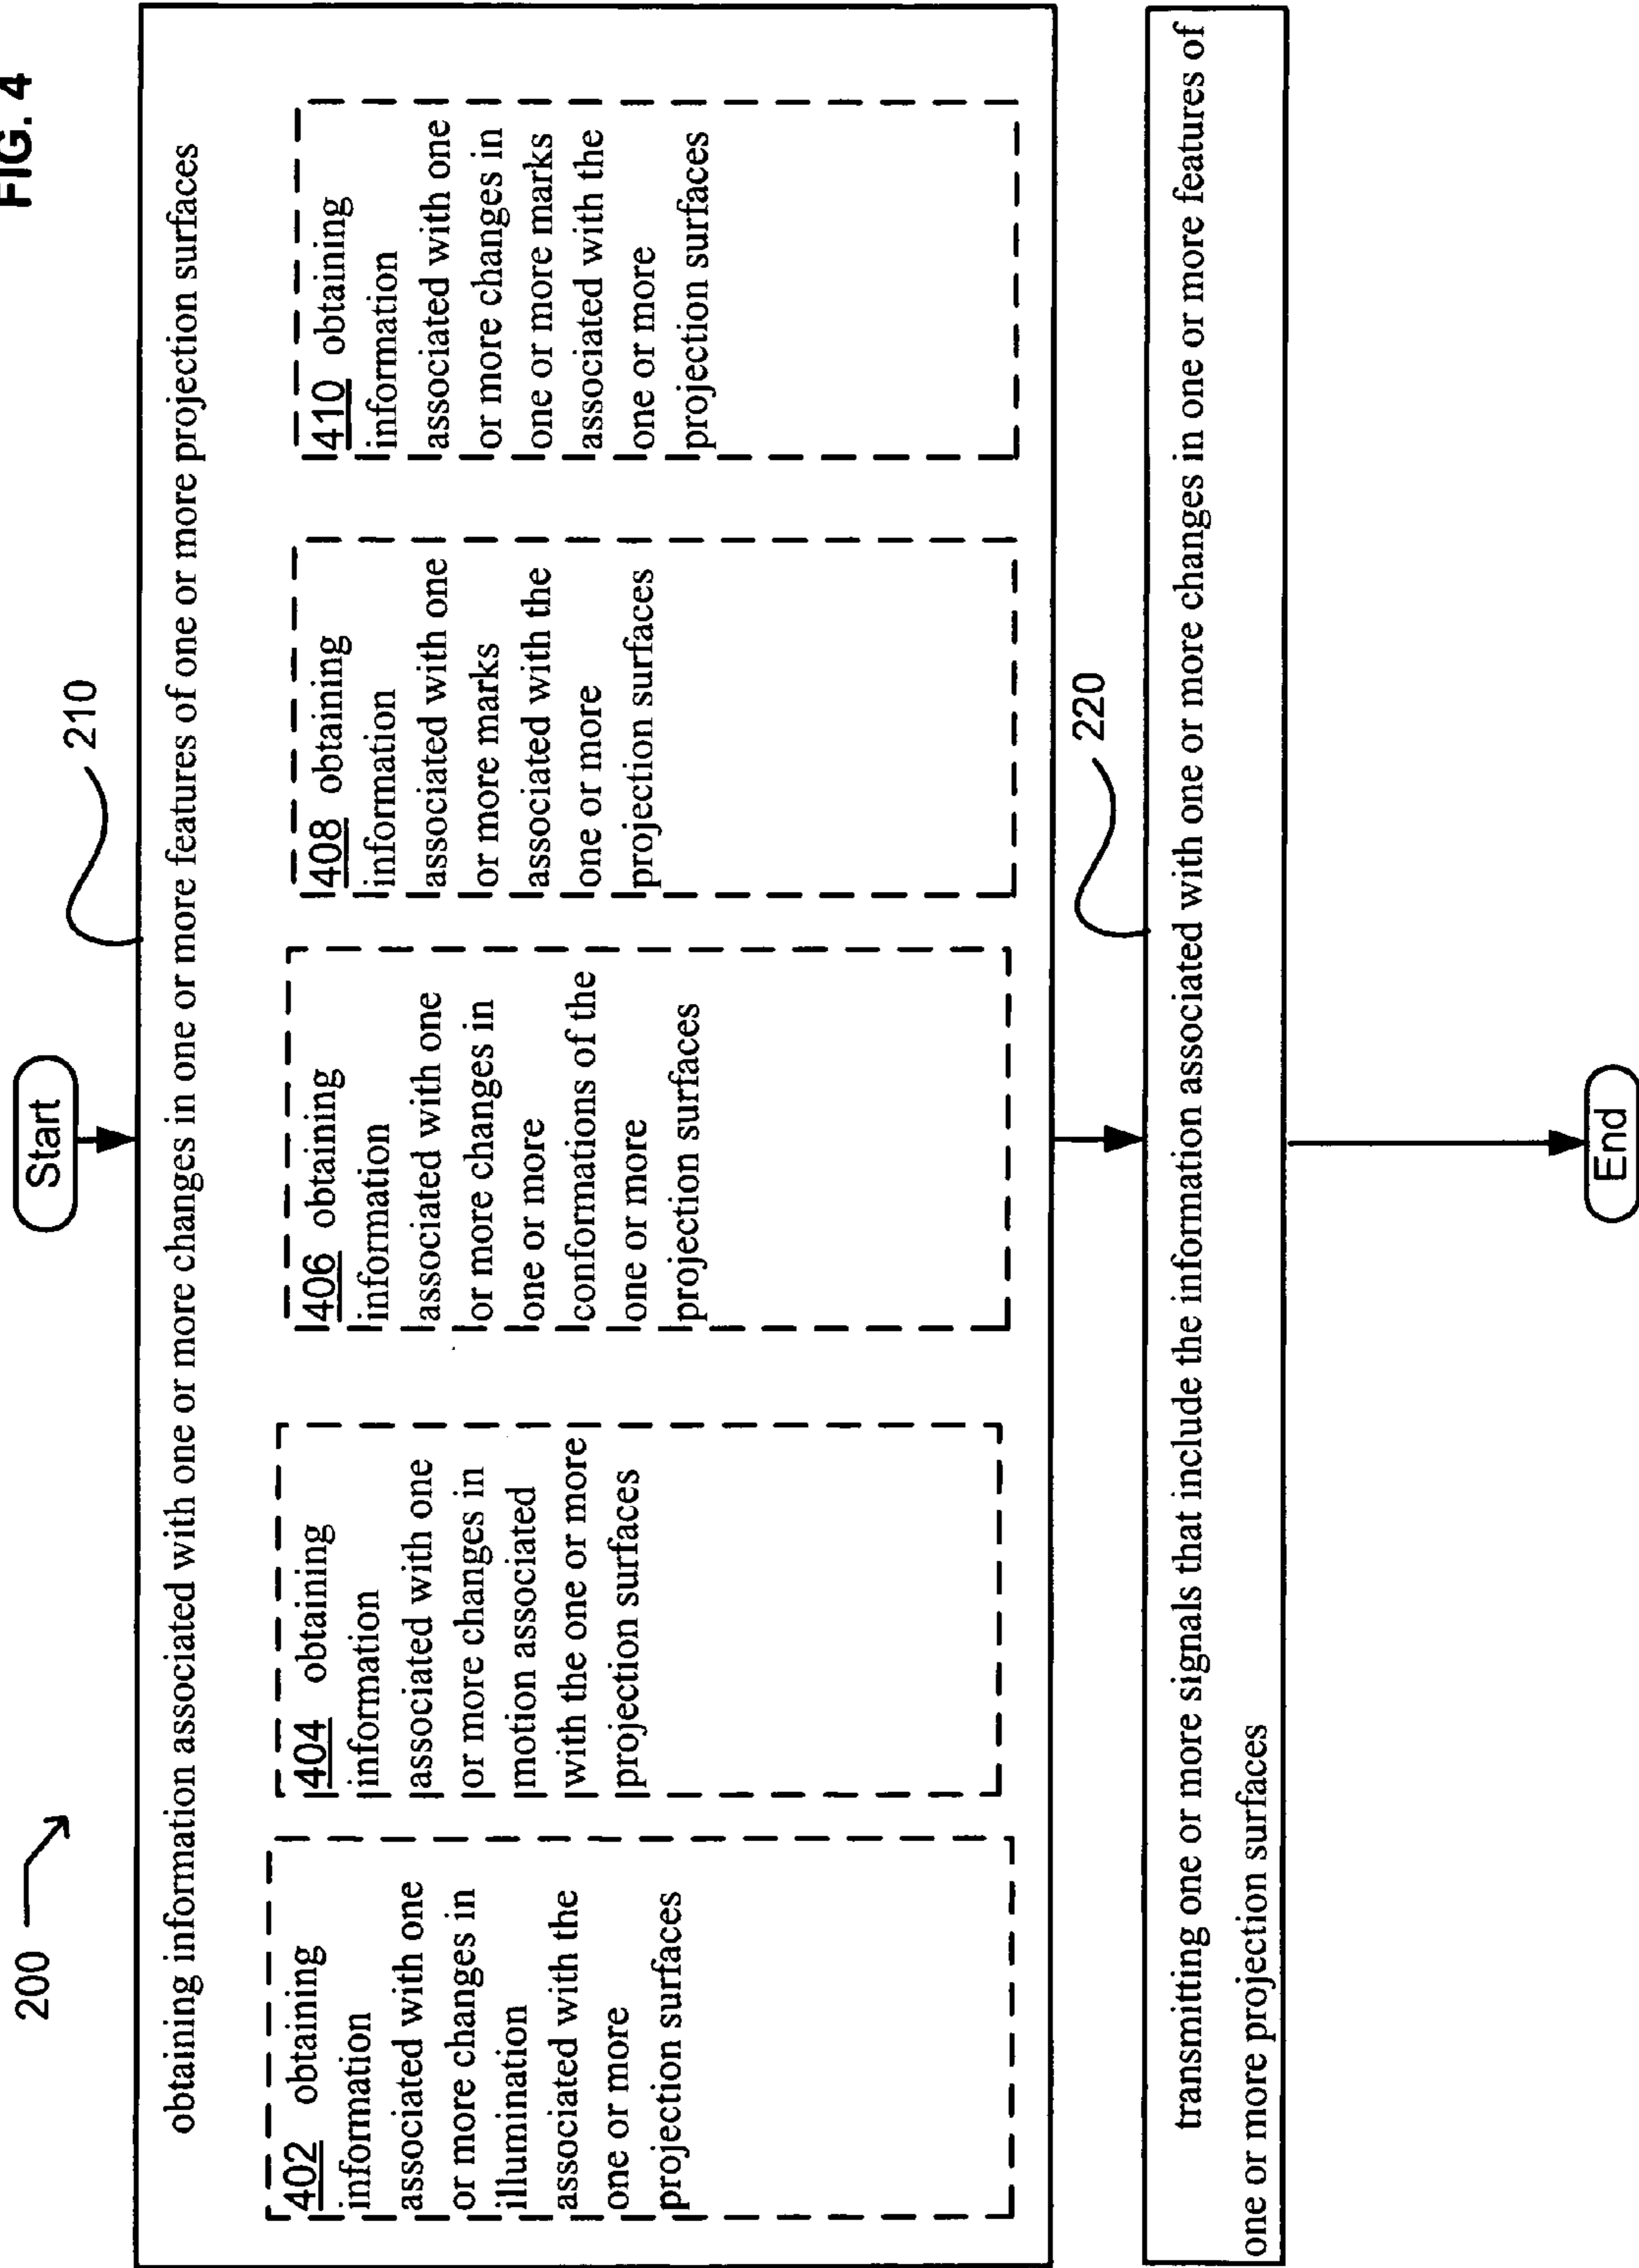 FIG. 4
200
Start
210
obtaining information associated with one or more changes in one or more features of one or more projection surfaces
402 obtaining
information
associated with one
or more changes in
illumination
associated with the
one or more
projection surfaces
404 obtaining
information
associated with one
or more changes in
motion associated
with the one or more
projection surfaces
406 obtaining
information
associated with one
or more changes in
one or more
conformations of the
one or more
projection surfaces
408 obtaining
information
associated with one
or more marks
associated with the
one or more
projection surfaces
410 obtaining
information
associated with one
or more changes in
one or more marks
associated with the
one or more
projection surfaces
220
transmitting one or more signals that include the information associated with one or more changes in one or more features of
one or more projection surfaces
End